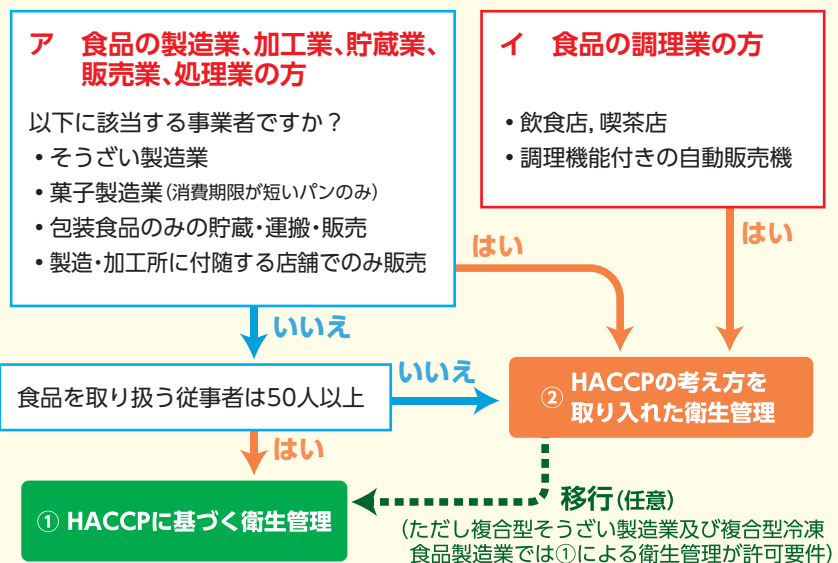 ア 食品の製造業、加工業、貯蔵業、
販売業、処理業の方
以下に該当する事業者ですか？
・そうざい製造業
・菓子製造業(消費期限が短いパンのみ)
・包装食品のみの貯蔵・運搬・販売
・製造・加工所に付随する店舗でのみ販売
イ 食品の調理業の方
・飲食店,喫茶店
・調理機能付きの自動販売機
はい
はい
いいえ
食品を取り扱う従事者は50人以上
いいえ
② HACCPの考え方を
取り入れた衛生管理
はい
① HACCPに基づく衛生管理
移行(任意)
(ただし複合型そうざい製造業及び複合型冷凍
食品製造業では①による衛生管理が許可要件)